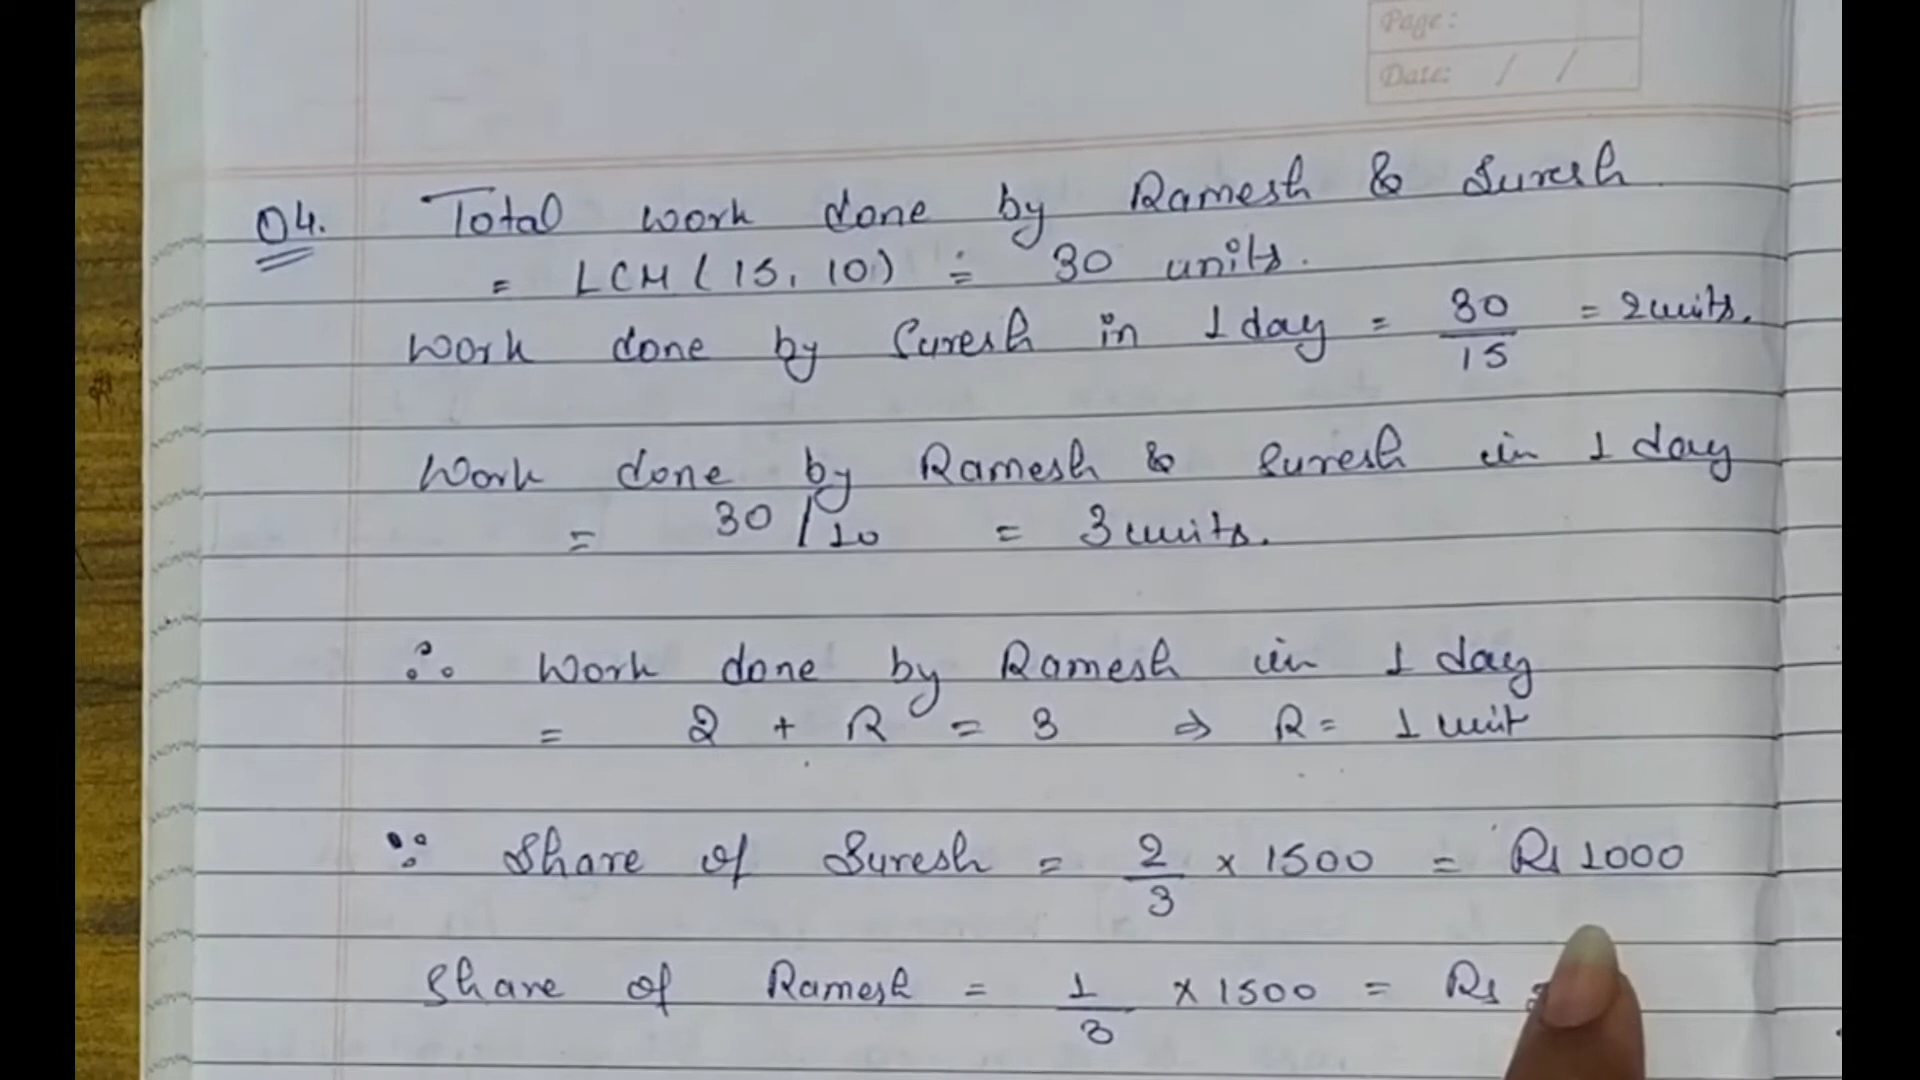 Page:
Date: / /
Q4. Total work done by Ramesh & Suresh
= LCM (15, 10) = 30 units.
Work done by Suresh in 1 day = 30/15 = 2 units.
Work done by Ramesh & Suresh in 1 day
= 30/10 = 3 units.
∴ Work done by Ramesh in 1 day
= 2 + R = 3 ⇒ R = 1 unit
∵ Share of Suresh = 2/3 × 1500 = Rs 1000
Share of Ramesh = 1/3 × 1500 = Rs